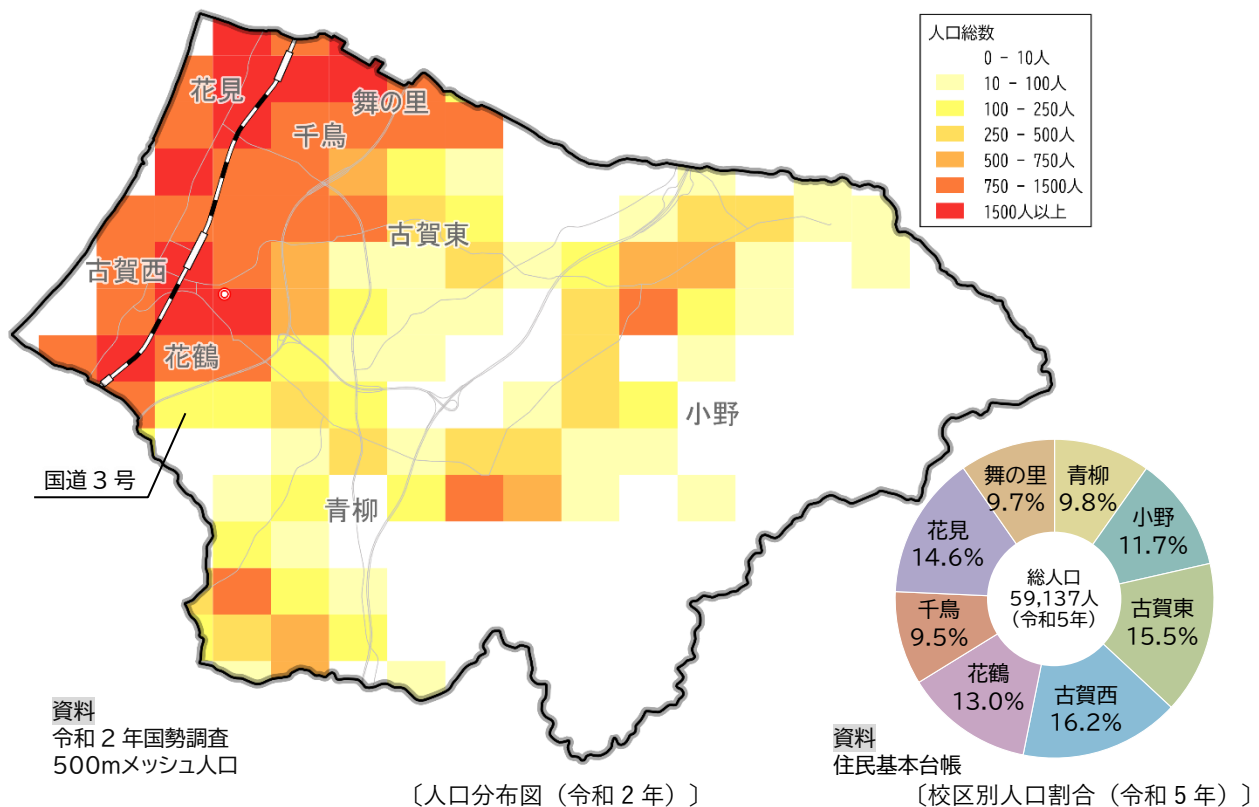 人口総数
0 - 10人
10 - 100人
100 - 250人
250 - 500人
500 - 750人
750 - 1500人
1500人以上
花見
舞の里
千鳥
古賀東
古賀西
花鶴
小野
国道3号
青柳
舞の里
9.7%
青柳
9.8%
小野
11.7%
古賀東
15.5%
古賀西
16.2%
花鶴
13.0%
千鳥
9.5%
花見
14.6%
総人口
59,137人
（令和5年）
資料
令和2年国勢調査
500mメッシュ人口
資料
住民基本台帳
〔人口分布図（令和2年）〕
〔校区別人口割合（令和5年）〕